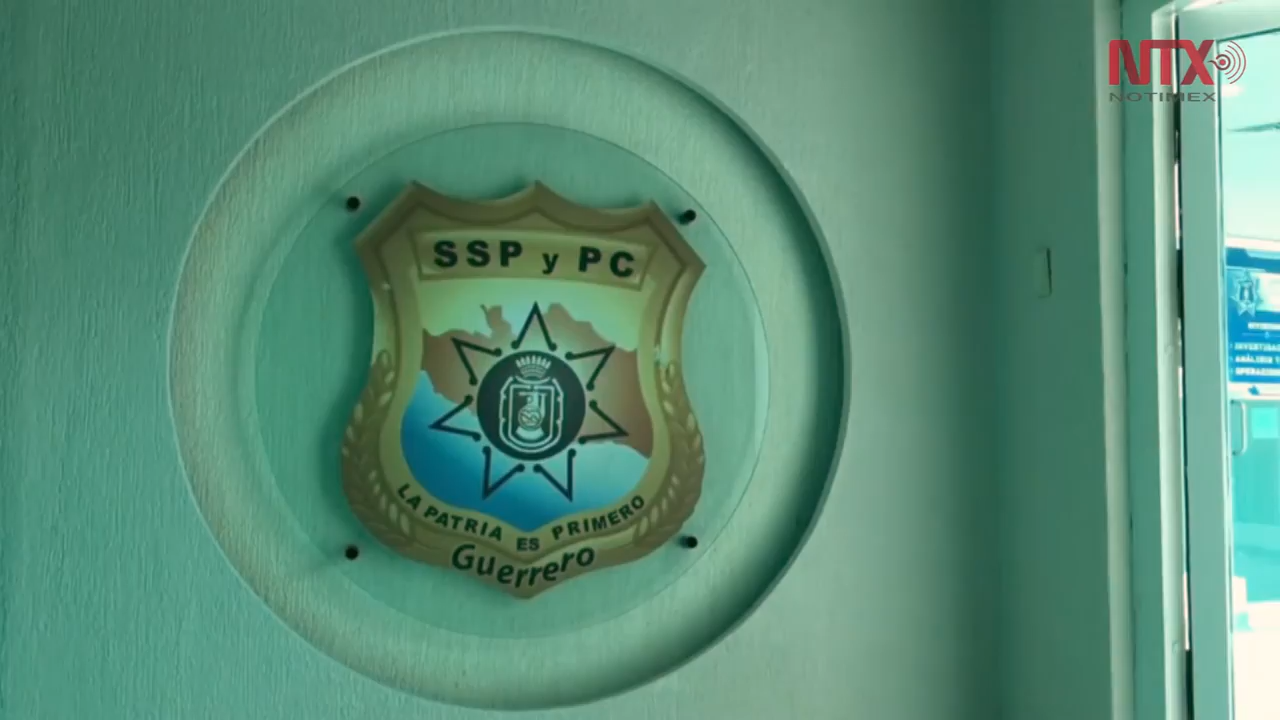 NTX
NOTIMEX
SSP y PC
LA PATRIA ES PRIMERO
Guerrero